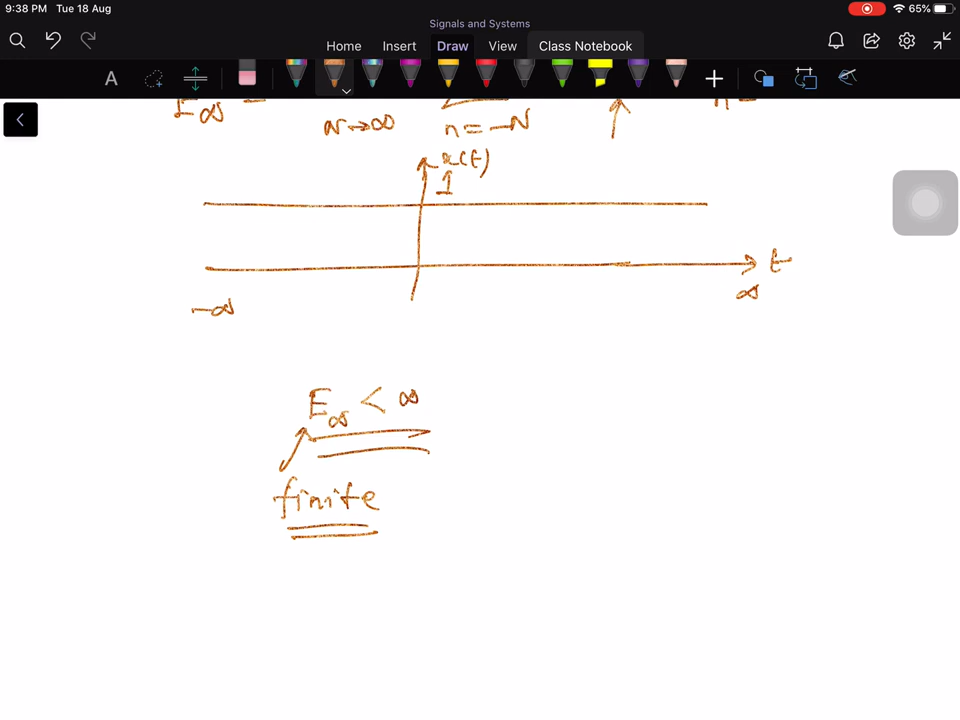 9:38 PM Tue 18 Aug
65%
Signals and Systems
Home Insert Draw View Class Notebook
A
E∞ =
N→∞
n=-N
n=-
x(t)
1
t
-∞
∞
E∞ < ∞
finite